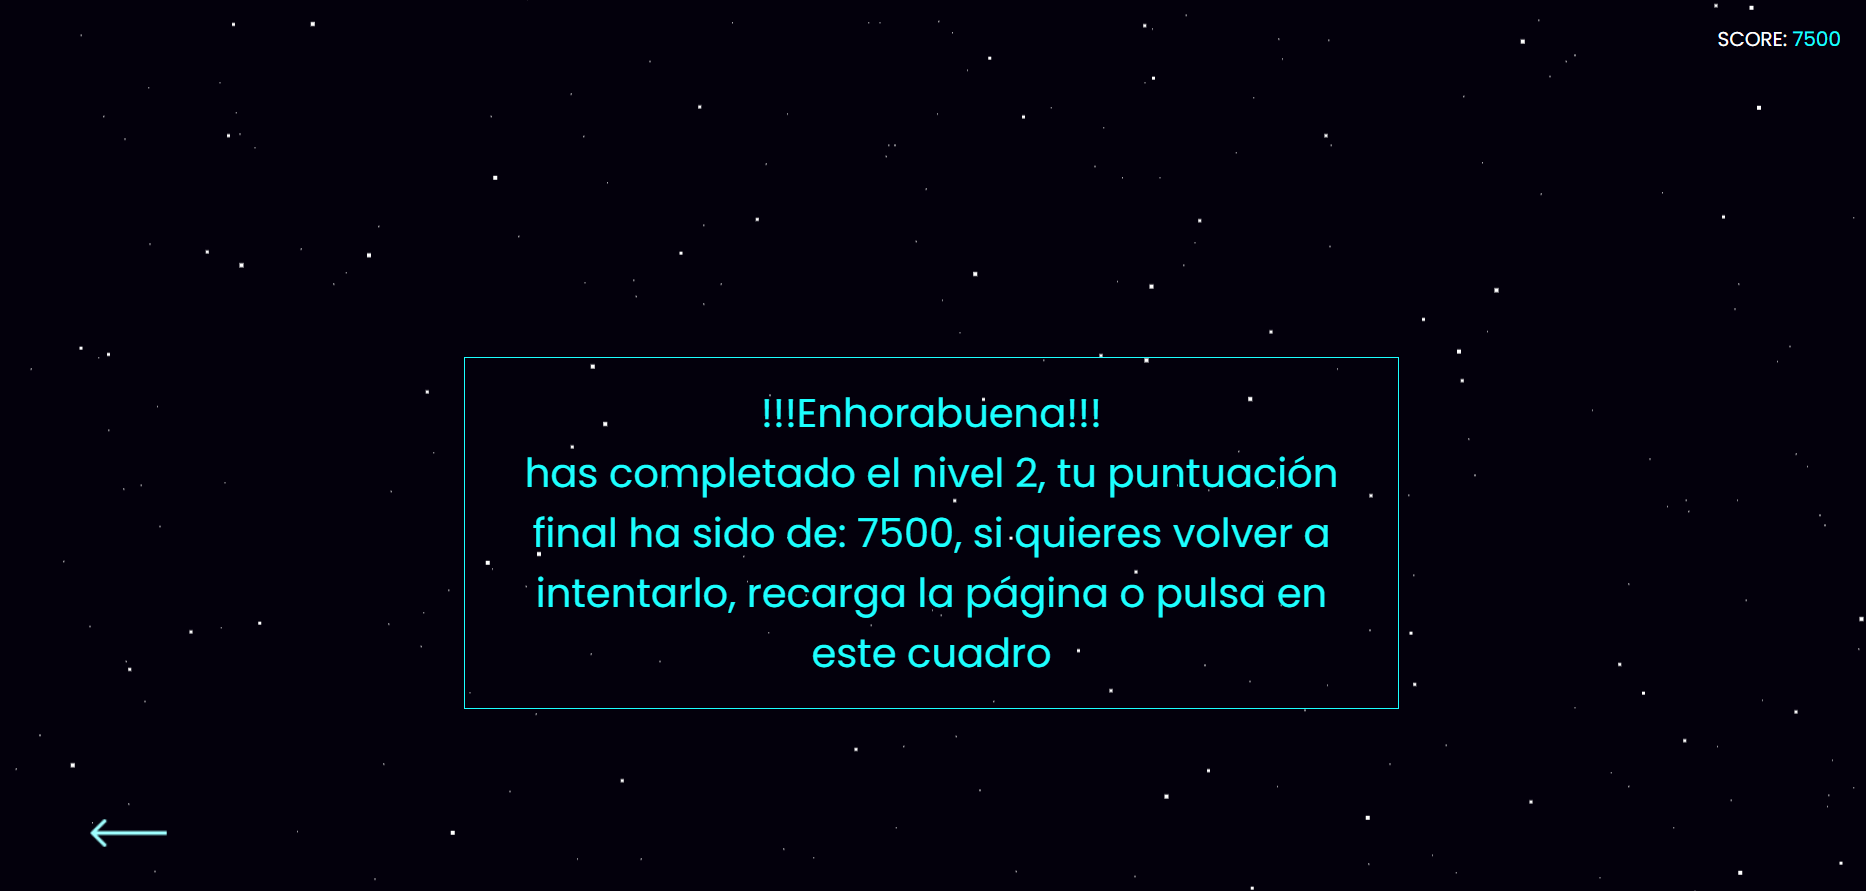 SCORE: 7500
!!!Enhorabuena!!!
has completado el nivel 2, tu puntuación
final ha sido de: 7500, si quieres volver a
intentarlo, recarga la página o pulsa en
este cuadro